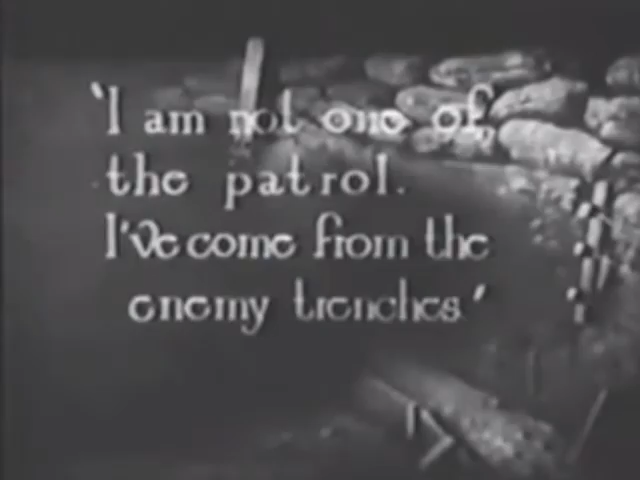 'I am not one of
the patrol.
I've come from the
enemy trenches'